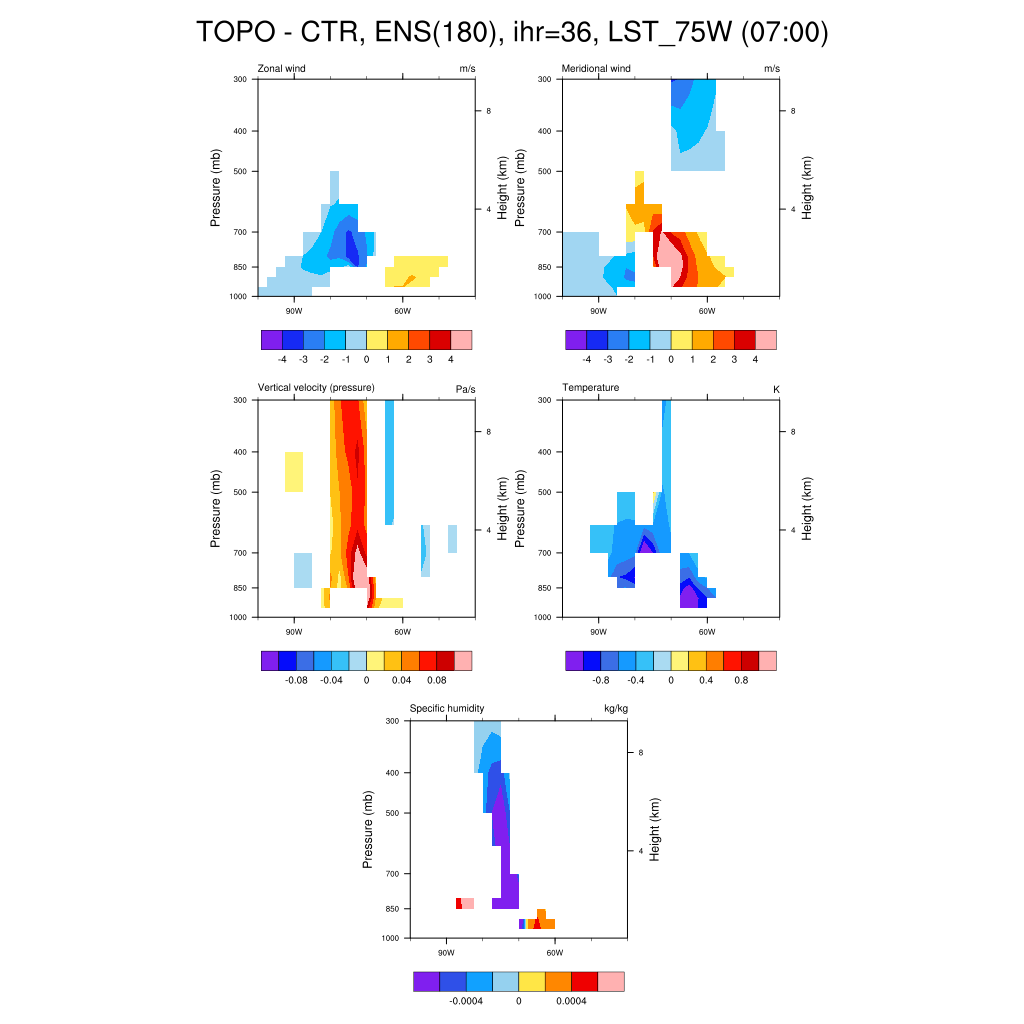 TOPO - CTR, ENS(180), ihr=36, LST_75W (07:00)
Zonal wind m/s
300
400
500
700
850
1000
Pressure (mb)
8
4
Height (km)
90W 60W
-4 -3 -2 -1 0 1 2 3 4
Meridional wind m/s
300
400
500
700
850
1000
Pressure (mb)
8
4
Height (km)
90W 60W
-4 -3 -2 -1 0 1 2 3 4
Vertical velocity (pressure) Pa/s
300
400
500
700
850
1000
Pressure (mb)
8
4
Height (km)
90W 60W
-0.08 -0.04 0 0.04 0.08
Temperature K
300
400
500
700
850
1000
Pressure (mb)
8
4
Height (km)
90W 60W
-0.8 -0.4 0 0.4 0.8
Specific humidity kg/kg
300
400
500
700
850
1000
Pressure (mb)
8
4
Height (km)
90W 60W
-0.0004 0 0.0004